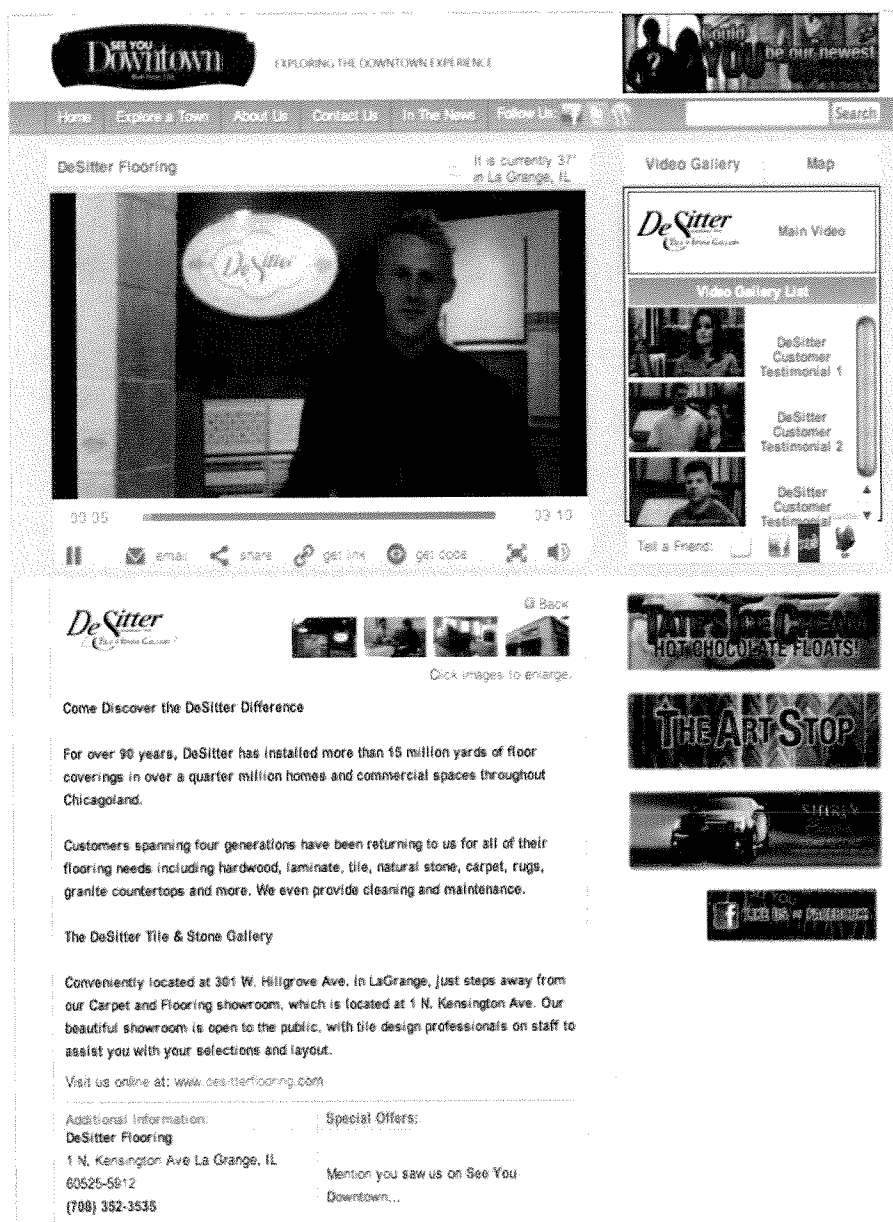 SEE YOU
Downtown
EXPLORING THE DOWNTOWN EXPERIENCE
Could
YOU be our newest
Home Explore a Town About Us Contact Us In The News Follow Us: Search
DeSitter Flooring
It is currently 37°
in La Grange, IL
Video Gallery Map
DeSitter
DeSitter
Main Video
Video Gallery List
DeSitter
Customer
Testimonial 1
DeSitter
Customer
Testimonial 2
DeSitter
Customer
Testimonial
00:05 03:10
email share get link get code
Tell a Friend:
DeSitter
Back
Click images to enlarge.
TATE'S ICE CREAM
HOT CHOCOLATE FLOATS!
THE ART STOP
LIKE US on FACEBOOK
Come Discover the DeSitter Difference
For over 90 years, DeSitter has installed more than 15 million yards of floor
coverings in over a quarter million homes and commercial spaces throughout
Chicagoland.
Customers spanning four generations have been returning to us for all of their
flooring needs including hardwood, laminate, tile, natural stone, carpet, rugs,
granite countertops and more. We even provide cleaning and maintenance.
The DeSitter Tile & Stone Gallery
Conveniently located at 301 W. Hillgrove Ave. in LaGrange, just steps away from
our Carpet and Flooring showroom, which is located at 1 N. Kensington Ave. Our
beautiful showroom is open to the public, with tile design professionals on staff to
assist you with your selections and layout.
Visit us online at: www.desitterflooring.com
Additional Information:
DeSitter Flooring
1 N. Kensington Ave La Grange, IL
60525-5912
(708) 352-3535
Special Offers:
Mention you saw us on See You
Downtown...